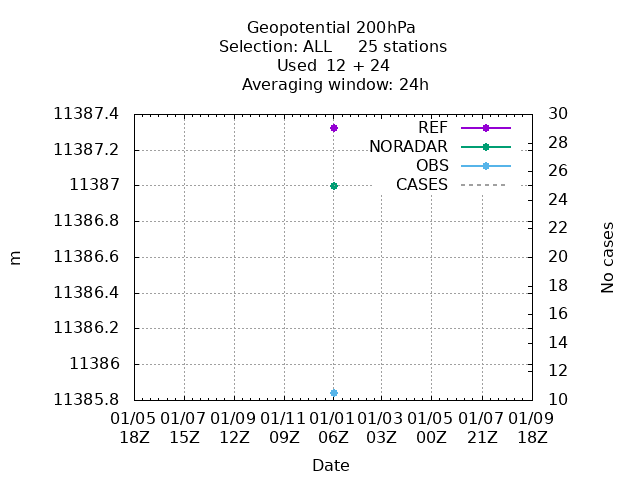 Geopotential 200hPa
Selection: ALL     25 stations
Used  12 + 24
Averaging window: 24h
11387.4
11387.2
11387
11386.8
11386.6
11386.4
11386.2
11386
11385.8
m
REF
NORADAR
OBS
CASES
30
28
26
24
22
20
18
16
14
12
10
No cases
01/05 01/07 01/09 01/11 01/01 01/03 01/05 01/07 01/09
18Z 15Z 12Z 09Z 06Z 03Z 00Z 21Z 18Z
Date